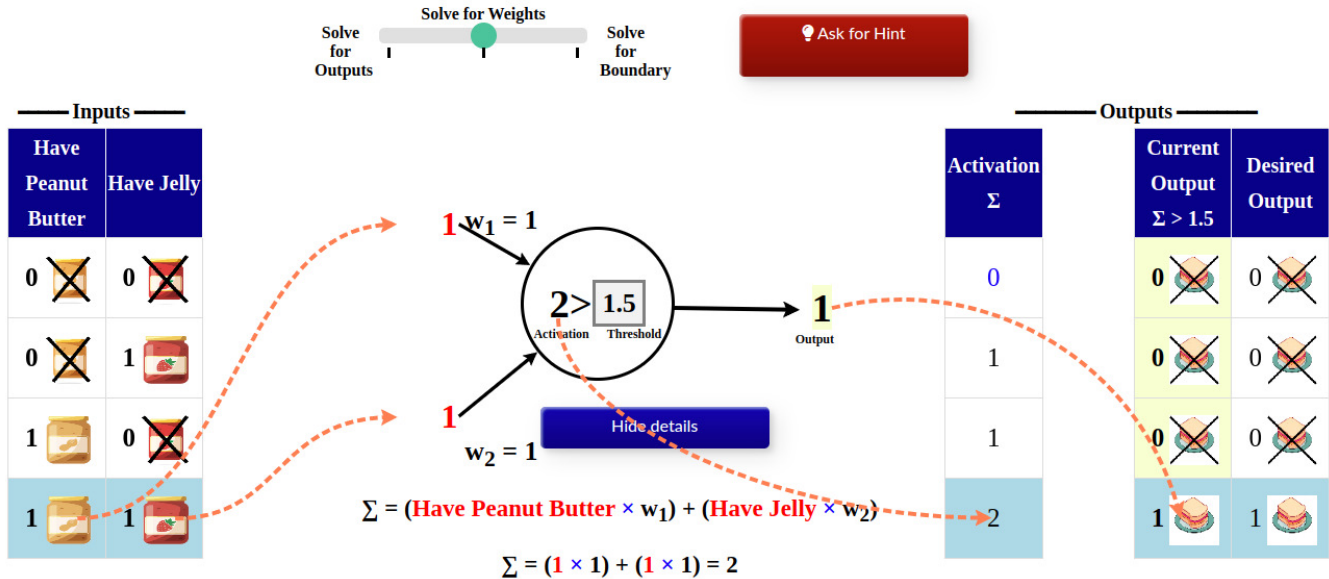 Solve for Weights
Solve
for
Outputs
Solve
for
Boundary
Ask for Hint
Inputs
Have
Peanut
Butter
Have Jelly
0 0
0 1
1 0
1 1
1 w1 = 1
2> 1.5
Activation Threshold
1
Output
1
w2 = 1
Hide details
∑ = (Have Peanut Butter × w1) + (Have Jelly × w2)
∑ = (1 × 1) + (1 × 1) = 2
Outputs
Activation
Σ
Current
Output
Σ > 1.5
Desired
Output
0 0 0
1 0 0
1 0 0
2 1 1